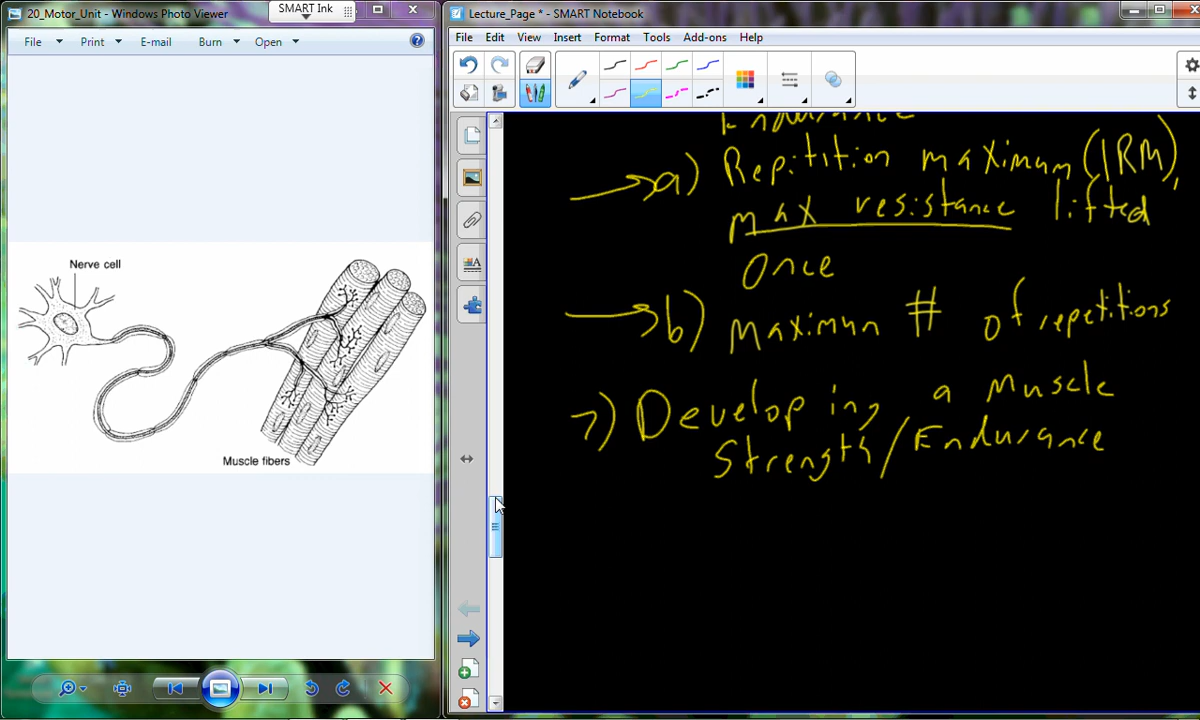 20_Motor_Unit - Windows Photo Viewer
SMART Ink
File Print E-mail Burn Open
Nerve cell
Muscle fibers
Lecture_Page * - SMART Notebook
File Edit View Insert Format Tools Add-ons Help
Endurance
a) Repitition maximum (1RM),
max resistance lifted
once
b) Maximum # of repetitions
7) Developing a Muscle
Strength/Endurance